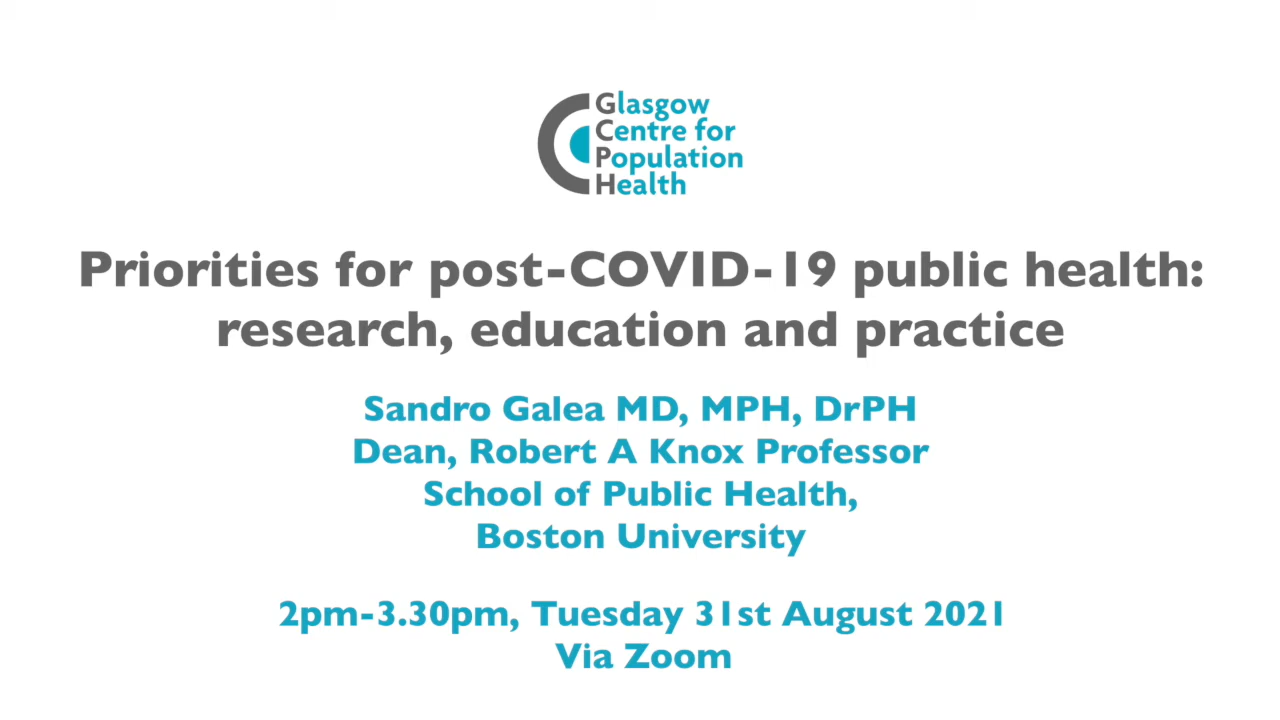 Glasgow
Centre for
Population
Health
Priorities for post-COVID-19 public health:
research, education and practice
Sandro Galea MD, MPH, DrPH
Dean, Robert A Knox Professor
School of Public Health,
Boston University
2pm-3.30pm, Tuesday 31st August 2021
Via Zoom